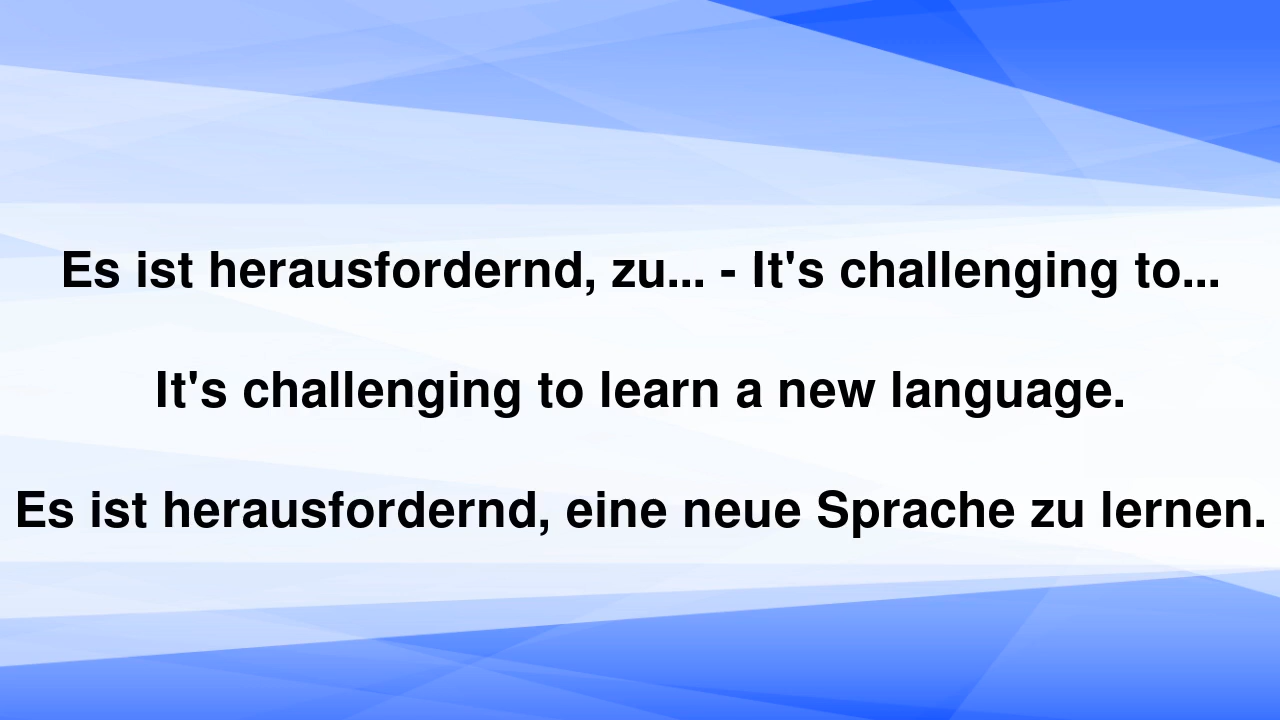 Es ist herausfordernd, zu... - It's challenging to...
It's challenging to learn a new language.
Es ist herausfordernd, eine neue Sprache zu lernen.